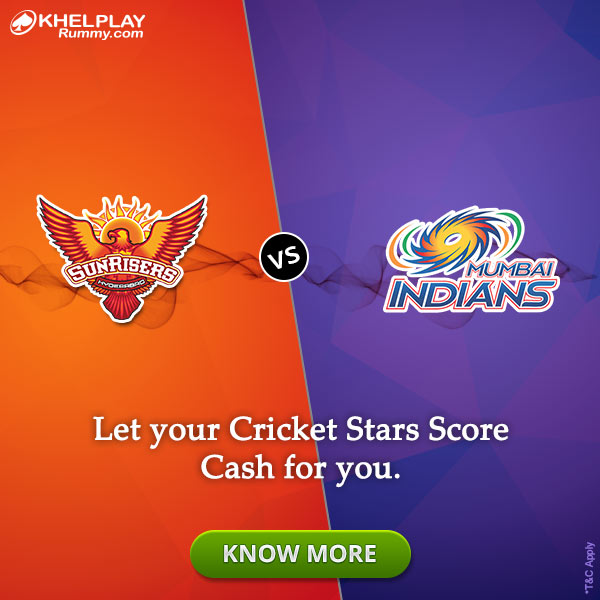 KHELPLAY
Rummy.com
SUNRISERS
HYDERABAD
VS
MUMBAI
INDIANS
Let your Cricket Stars Score
Cash for you.
KNOW MORE
*T&C Apply